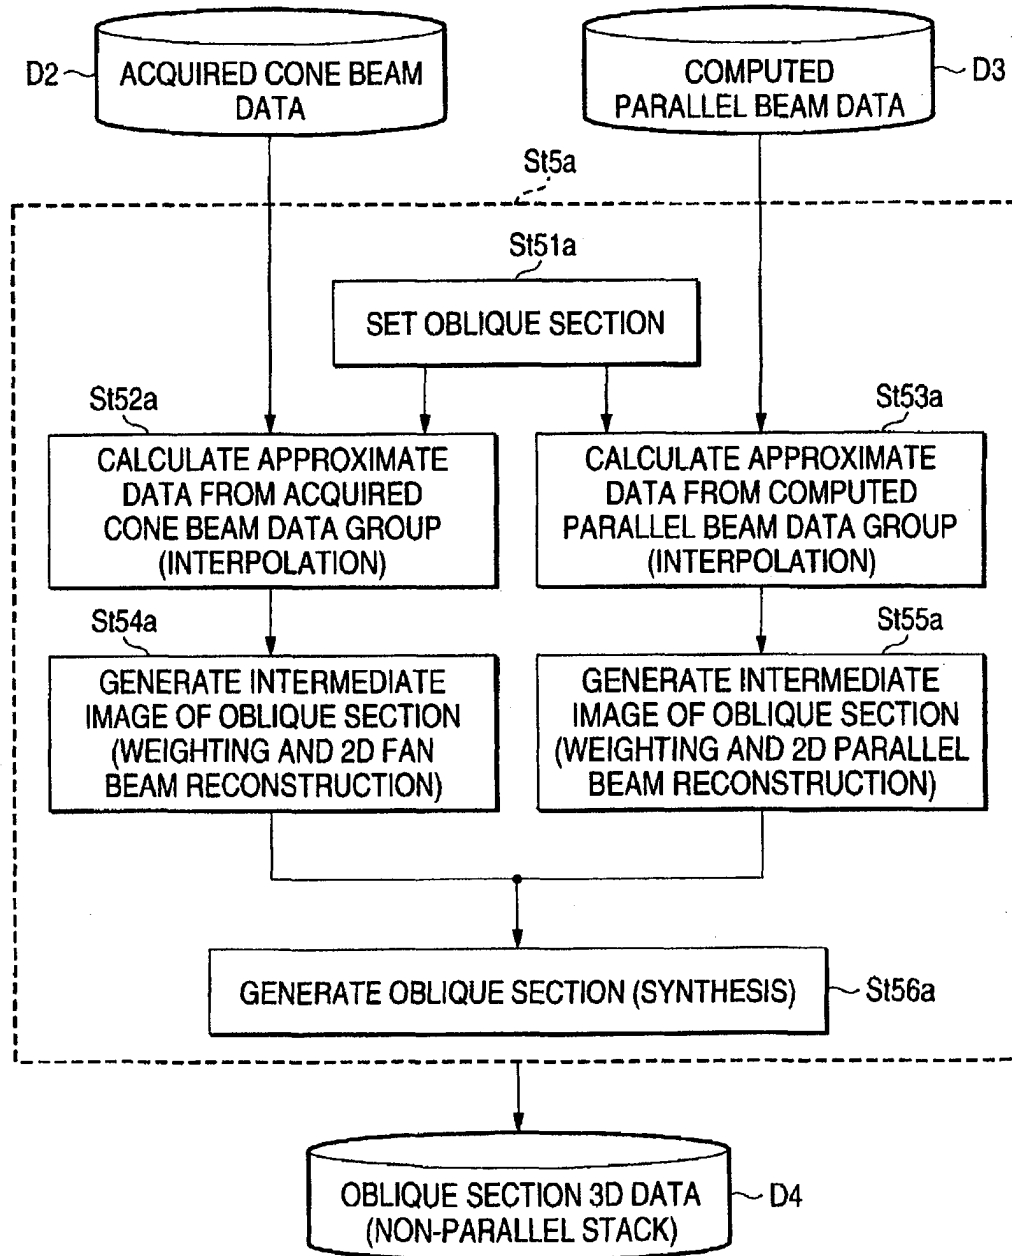 D2
ACQUIRED CONE BEAM
DATA
COMPUTED
PARALLEL BEAM DATA
D3
St5a
St51a
SET OBLIQUE SECTION
St52a
CALCULATE APPROXIMATE
DATA FROM ACQUIRED
CONE BEAM DATA GROUP
(INTERPOLATION)
St53a
CALCULATE APPROXIMATE
DATA FROM COMPUTED
PARALLEL BEAM DATA GROUP
(INTERPOLATION)
St54a
GENERATE INTERMEDIATE
IMAGE OF OBLIQUE SECTION
(WEIGHTING AND 2D FAN
BEAM RECONSTRUCTION)
St55a
GENERATE INTERMEDIATE
IMAGE OF OBLIQUE SECTION
(WEIGHTING AND 2D PARALLEL
BEAM RECONSTRUCTION)
GENERATE OBLIQUE SECTION (SYNTHESIS)
St56a
OBLIQUE SECTION 3D DATA
(NON-PARALLEL STACK)
D4